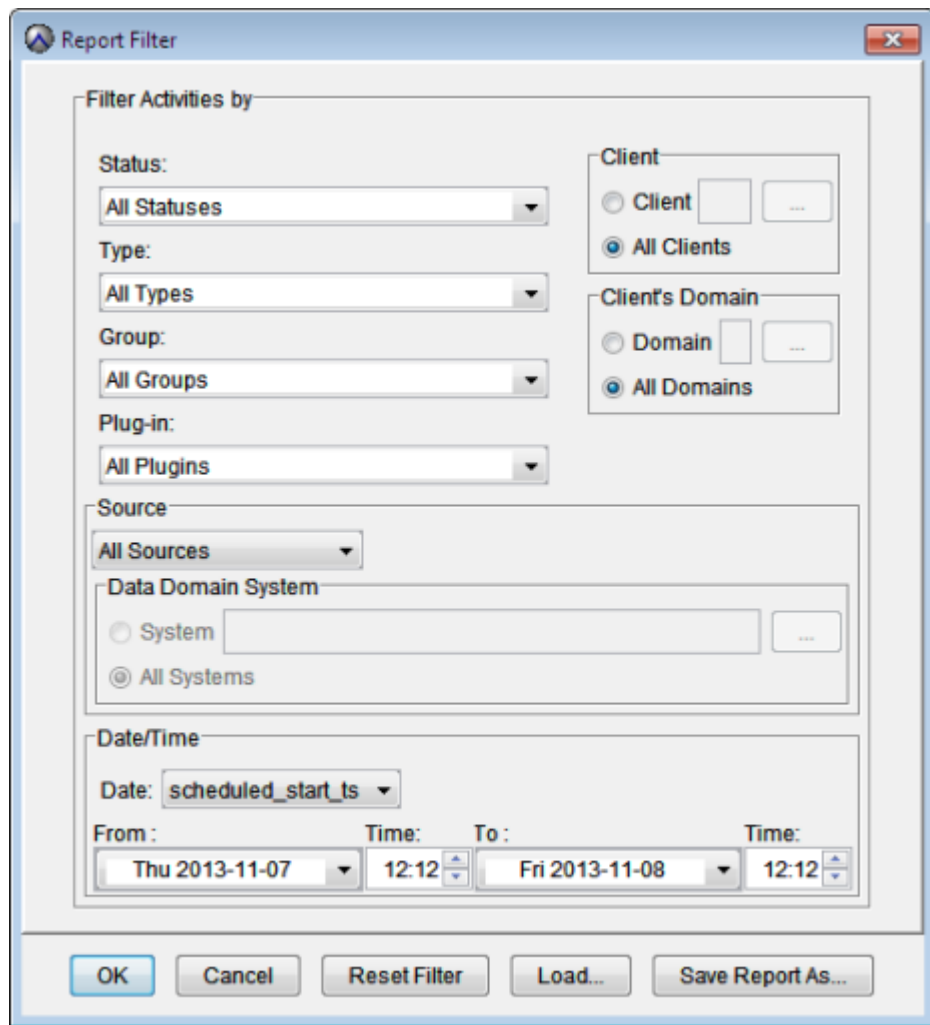 Report Filter
Filter Activities by
Status:
All Statuses
Type:
All Types
Group:
All Groups
Plug-in:
All Plugins
Client
Client ...
All Clients
Client's Domain
Domain ...
All Domains
Source
All Sources
Data Domain System
System ...
All Systems
Date/Time
Date: scheduled_start_ts
From : Time: To : Time:
Thu 2013-11-07 12:12 Fri 2013-11-08 12:12
OK Cancel Reset Filter Load... Save Report As...